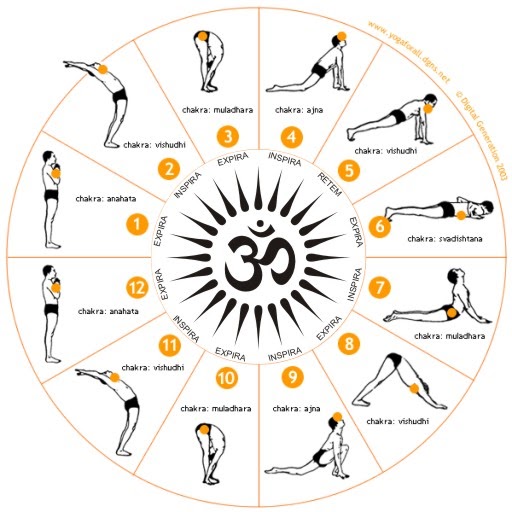 www.yogaforall.dgns.net
© Digital Generation 2003
chakra: anahata
1
EXPIRA
chakra: vishudhi
2
INSPIRA
chakra: muladhara
3
EXPIRA
chakra: ajna
4
INSPIRA
chakra: vishudhi
5
RETEM
chakra: svadishtana
6
EXPIRA
chakra: muladhara
7
INSPIRA
chakra: vishudhi
8
EXPIRA
chakra: ajna
9
INSPIRA
chakra: muladhara
10
EXPIRA
chakra: vishudhi
11
INSPIRA
chakra: anahata
12
EXPIRA
ॐ